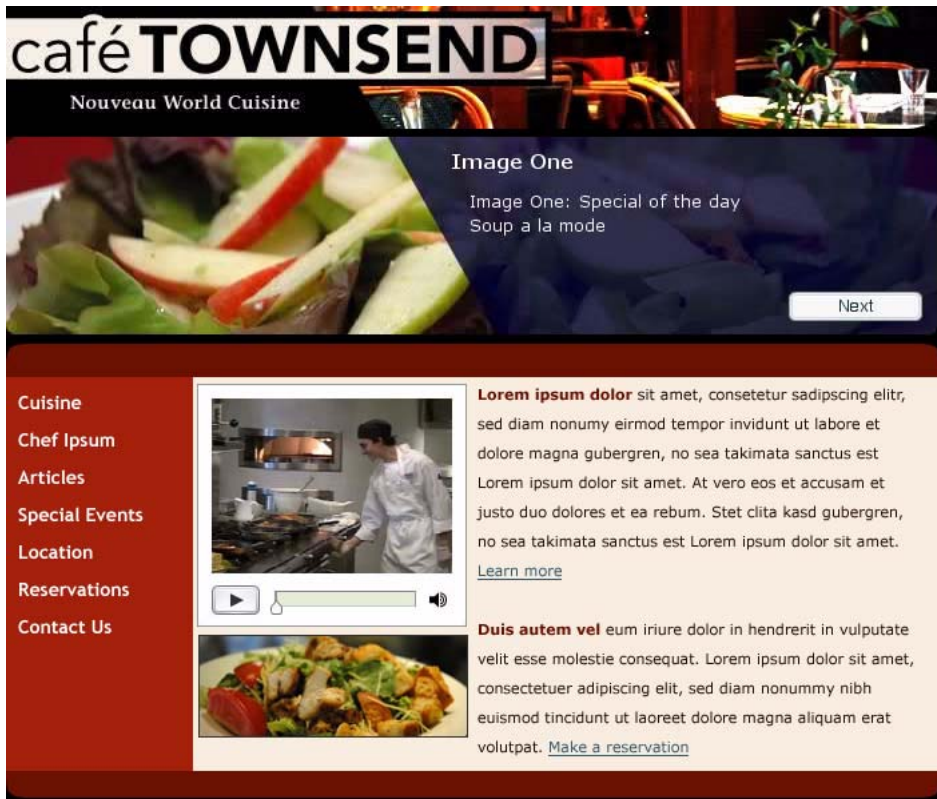 café TOWNSEND
Nouveau World Cuisine
Image One
Image One: Special of the day
Soup a la mode
Next
Cuisine
Chef Ipsum
Articles
Special Events
Location
Reservations
Contact Us
Lorem ipsum dolor sit amet, consetetur sadipscing elitr,
sed diam nonumy eirmod tempor invidunt ut labore et
dolore magna gubergren, no sea takimata sanctus est
Lorem ipsum dolor sit amet. At vero eos et accusam et
justo duo dolores et ea rebum. Stet clita kasd gubergren,
no sea takimata sanctus est Lorem ipsum dolor sit amet.
Learn more
Duis autem vel eum iriure dolor in hendrerit in vulputate
velit esse molestie consequat. Lorem ipsum dolor sit amet,
consectetuer adipiscing elit, sed diam nonummy nibh
euismod tincidunt ut laoreet dolore magna aliquam erat
volutpat. Make a reservation